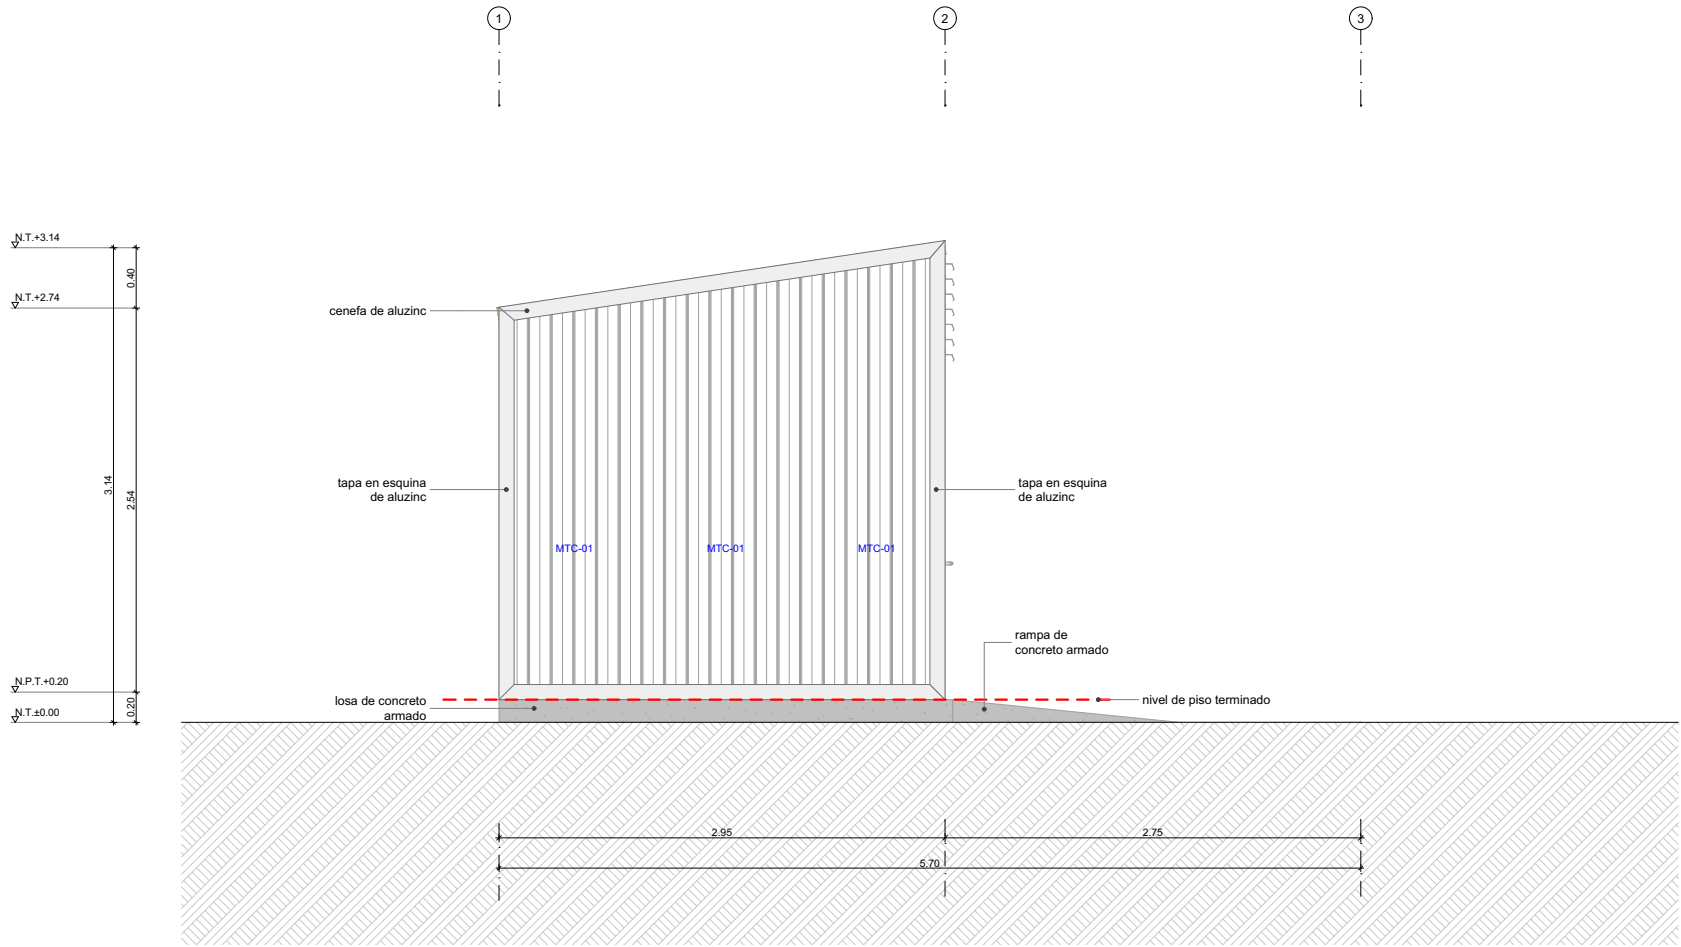 1
2
3
N.T.+3.14
0.40
N.T.+2.74
cenefa de aluzinc
3.14
2.54
tapa en esquina
de aluzinc
tapa en esquina
de aluzinc
MTC-01
MTC-01
MTC-01
rampa de
concreto armado
N.P.T.+0.20
0.20
losa de concreto
armado
nivel de piso terminado
N.T.±0.00
2.95
2.75
5.70